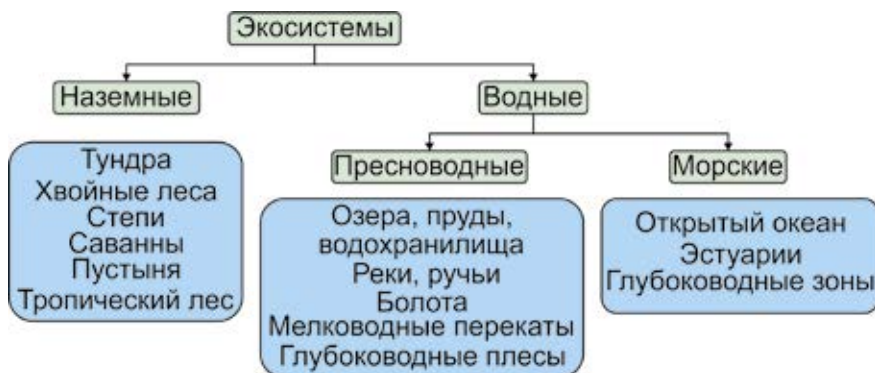 Экосистемы
Наземные
Водные
Тундра
Хвойные леса
Степи
Саванны
Пустыня
Тропический лес
Пресноводные
Морские
Озера, пруды,
водохранилища
Реки, ручьи
Болота
Мелководные перекаты
Глубоководные плесы
Открытый океан
Эстуарии
Глубоководные зоны